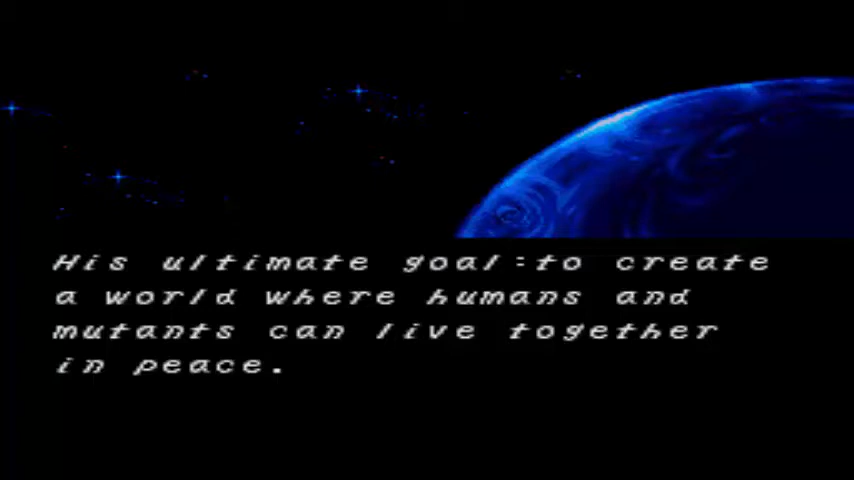 His ultimate goal:to create
a world where humans and
mutants can live together
in peace.